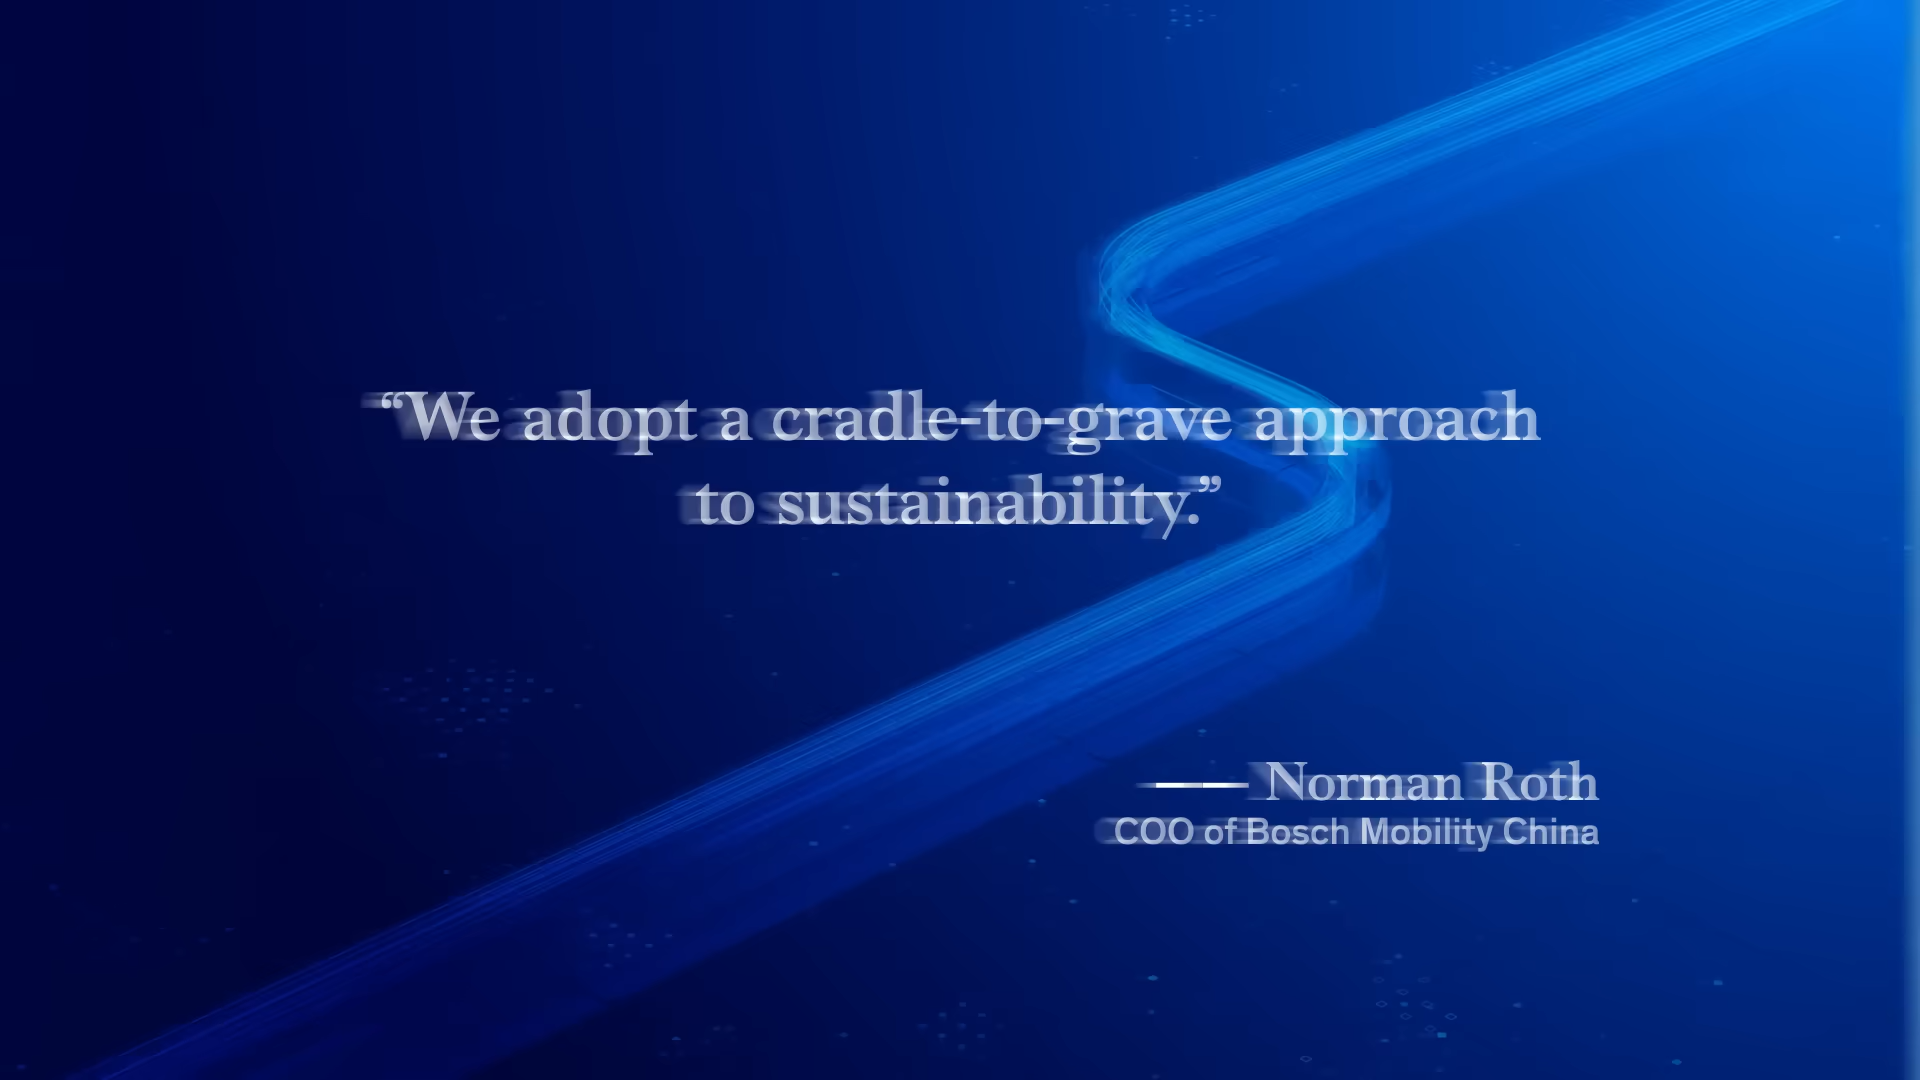 “We adopt a cradle-to-grave approach
to sustainability.”
—— Norman Roth
COO of Bosch Mobility China